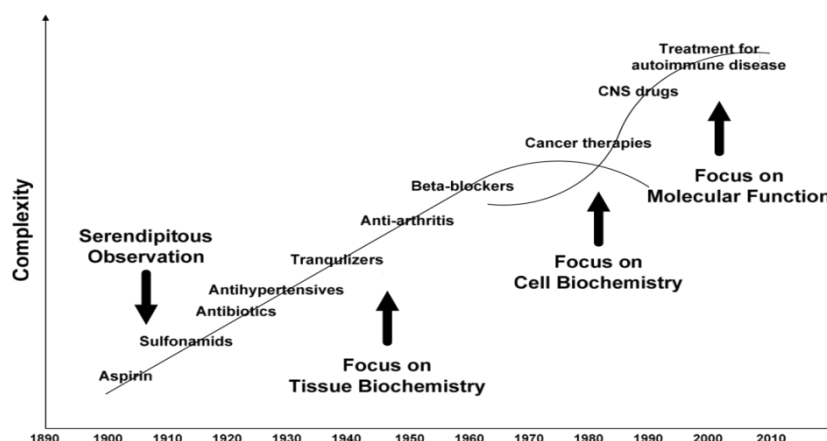 Treatment for
autoimmune disease
CNS drugs
Cancer therapies
Focus on
Molecular Function
Beta-blockers
Anti-arthritis
Serendipitous
Observation
Tranqulizers
Focus on
Cell Biochemistry
Antihypertensives
Antibiotics
Sulfonamids
Focus on
Tissue Biochemistry
Aspirin
Complexity
1890 1900 1910 1920 1930 1940 1950 1960 1970 1980 1990 2000 2010